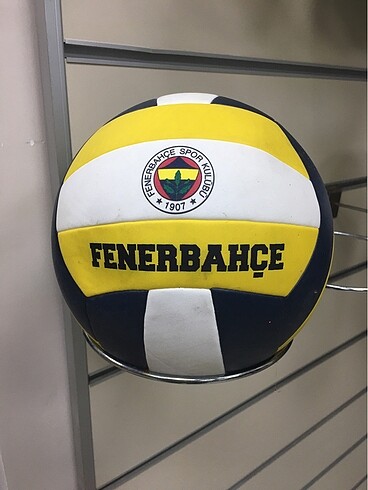 FENERBAHÇE SPOR KULÜBÜ
★ 1907 ★
FENERBAHÇE